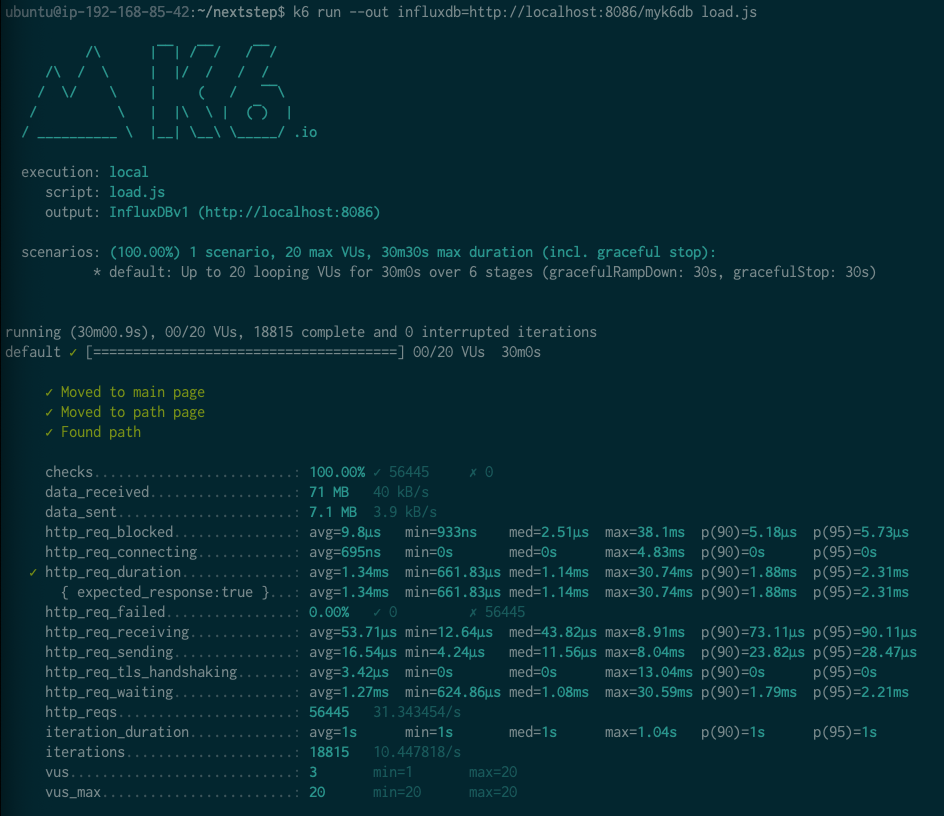 ubuntu@ip-192-168-85-42:~/nextstep$ k6 run --out influxdb=http://localhost:8086/myk6db load.js
          /\      |‾‾| /‾‾/   /‾‾/
     /\  /  \     |  |/  /   /  /
    /  \/    \    |     (   /   ‾‾\
   /          \   |  |\  \ |  (‾)  |
  / __________ \  |__| \__\ \_____/ .io
execution: local
script: load.js
output: InfluxDBv1 (http://localhost:8086)
scenarios: (100.00%) 1 scenario, 20 max VUs, 30m30s max duration (incl. graceful stop):
* default: Up to 20 looping VUs for 30m0s over 6 stages (gracefulRampDown: 30s, gracefulStop: 30s)
running (30m00.9s), 00/20 VUs, 18815 complete and 0 interrupted iterations
default ✓ [======================================] 00/20 VUs  30m0s
✓ Moved to main page
✓ Moved to path page
✓ Found path
checks.........................: 100.00% ✓ 56445     ✗ 0
data_received..................: 71 MB   40 kB/s
data_sent......................: 7.1 MB  3.9 kB/s
http_req_blocked...............: avg=9.8µs   min=933ns    med=2.51µs  max=38.1ms  p(90)=5.18µs  p(95)=5.73µs
http_req_connecting............: avg=695ns   min=0s       med=0s      max=4.83ms  p(90)=0s      p(95)=0s
✓ http_req_duration..............: avg=1.34ms  min=661.83µs med=1.14ms  max=30.74ms p(90)=1.88ms  p(95)=2.31ms
{ expected_response:true }...: avg=1.34ms  min=661.83µs med=1.14ms  max=30.74ms p(90)=1.88ms  p(95)=2.31ms
http_req_failed................: 0.00%   ✓ 0         ✗ 56445
http_req_receiving.............: avg=53.71µs min=12.64µs  med=43.82µs max=8.91ms  p(90)=73.11µs p(95)=90.11µs
http_req_sending...............: avg=16.54µs min=4.24µs   med=11.56µs max=8.04ms  p(90)=23.82µs p(95)=28.47µs
http_req_tls_handshaking.......: avg=3.42µs  min=0s       med=0s      max=13.04ms p(90)=0s      p(95)=0s
http_req_waiting...............: avg=1.27ms  min=624.86µs med=1.08ms  max=30.59ms p(90)=1.79ms  p(95)=2.21ms
http_reqs......................: 56445   31.343454/s
iteration_duration.............: avg=1s      min=1s       med=1s      max=1.04s   p(90)=1s      p(95)=1s
iterations.....................: 18815   10.447818/s
vus............................: 3       min=1       max=20
vus_max........................: 20      min=20      max=20